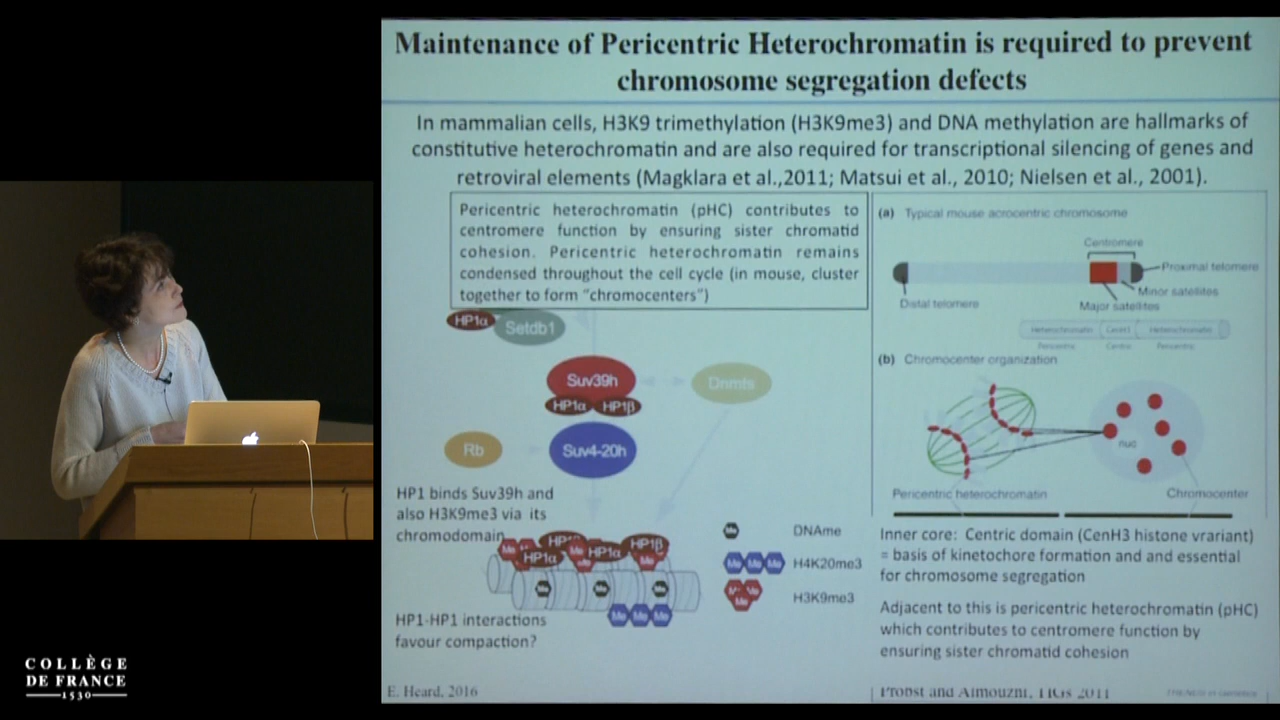 Maintenance of Pericentric Heterochromatin is required to prevent
chromosome segregation defects
In mammalian cells, H3K9 trimethylation (H3K9me3) and DNA methylation are hallmarks of
constitutive heterochromatin and are also required for transcriptional silencing of genes and
retroviral elements (Magklara et al.,2011; Matsui et al., 2010; Nielsen et al., 2001).
Pericentric heterochromatin (pHC) contributes to
centromere function by ensuring sister chromatid
cohesion. Pericentric heterochromatin remains
condensed throughout the cell cycle (in mouse, cluster
together to form “chromocenters”)
HP1α
Setdb1
Suv39h
Dnmts
HP1α HP1β
Rb
Suv4-20h
HP1 binds Suv39h and
also H3K9me3 via its
chromodomain
Me
HP1α
Me
HP1α
HP1β
Me
Me Me Me
HP1-HP1 interactions
favour compaction?
DNAme
Me Me Me H4K20me3
Me H3K9me3
(a) Typical mouse acrocentric chromosome
Centromere
Proximal telomere
Minor satellites
Distal telomere
Major satellites
Heterochromatin CenH3 Heterochromatin
Pericentric Centric Pericentric
(b) Chromocenter organization
nuc
Pericentric heterochromatin
Chromocenter
Inner core: Centric domain (CenH3 histone vrariant)
= basis of kinetochore formation and and essential
for chromosome segregation
Adjacent to this is pericentric heterochromatin (pHC)
which contributes to centromere function by
ensuring sister chromatid cohesion
E. Heard, 2016
Probst and Almouzni, TIGs 2011
COLLÈGE
DE FRANCE
1530